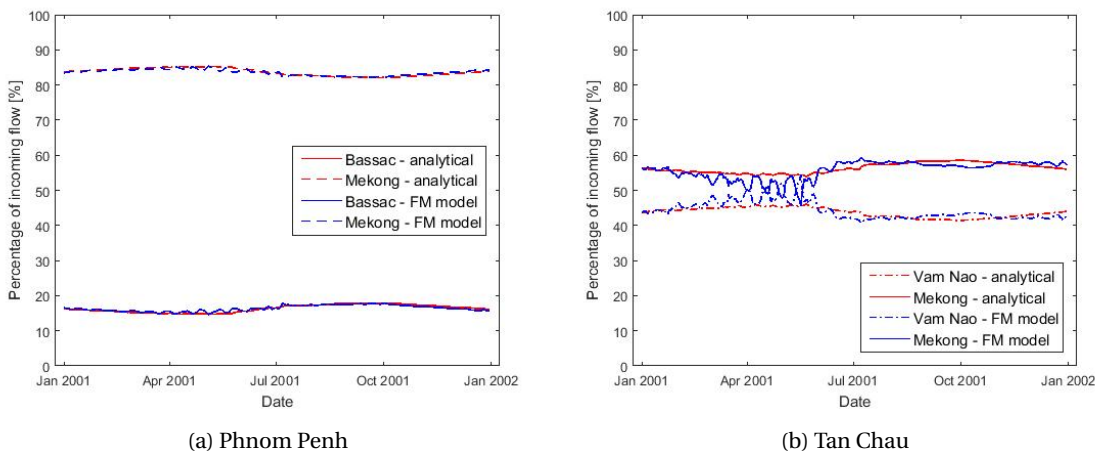 100
90
80
70
60
50
40
30
20
10
0
Percentage of incoming flow [%]
Jan 2001
Apr 2001
Jul 2001
Oct 2001
Jan 2002
Date
Bassac - analytical
Mekong - analytical
Bassac - FM model
Mekong - FM model
(a) Phnom Penh
100
90
80
70
60
50
40
30
20
10
0
Percentage of incoming flow [%]
Jan 2001
Apr 2001
Jul 2001
Oct 2001
Jan 2002
Date
Vam Nao - analytical
Mekong - analytical
Vam Nao - FM model
Mekong - FM model
(b) Tan Chau